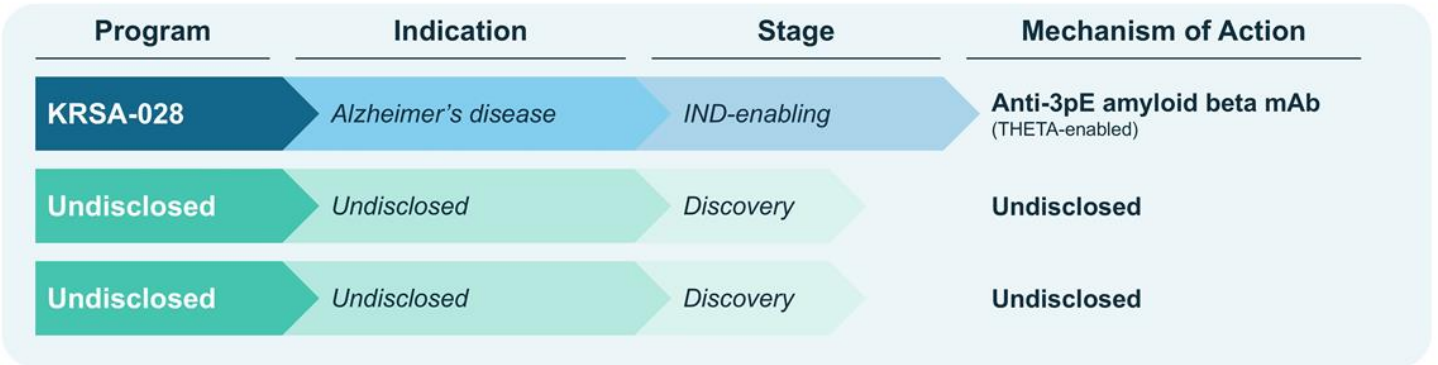 Program Indication Stage Mechanism of Action
KRSA-028 Alzheimer’s disease IND-enabling Anti-3pE amyloid beta mAb
(THETA-enabled)
Undisclosed Undisclosed Discovery Undisclosed
Undisclosed Undisclosed Discovery Undisclosed